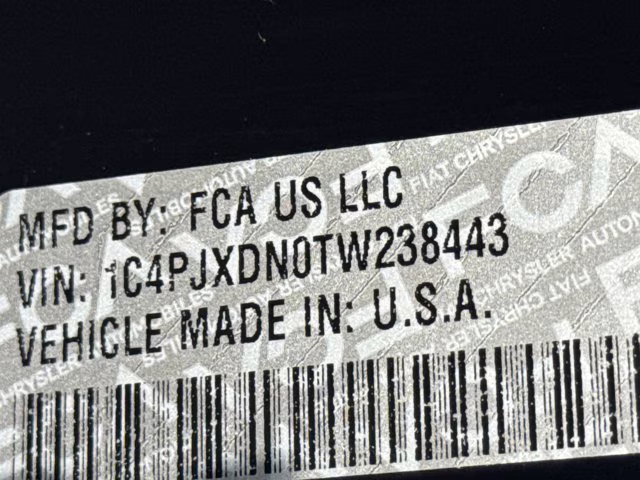 MFD BY: FCA US LLC
VIN: 1C4PJXDN0TW238443
VEHICLE MADE IN: U.S.A.